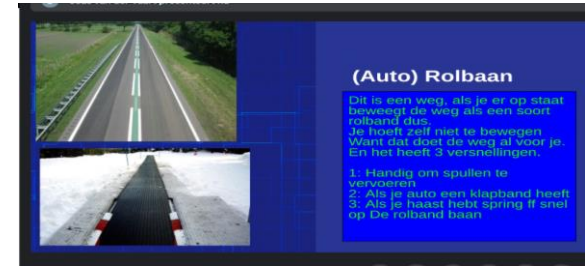 (Auto) Rolbaan
Dit is een weg, als je er op staat
beweegt de weg als een soort
rolband dus.
Je hoeft zelf niet te bewegen
Want dat doet de weg al voor je.
En het heeft 3 versnellingen.
1: Handig om spullen te
vervoeren
2: Als je auto een klapband heeft
3: Als je haast hebt spring ff snel
op De rolband baan